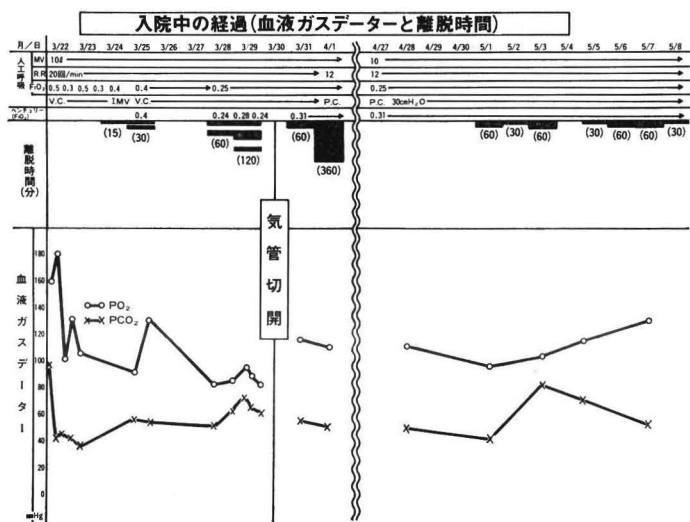 入院中の経過(血液ガスデーターと離脱時間)
月/日 3/22 3/23 3/24 3/25 3/26 3/27 3/28 3/29 3/30 3/31 4/1 4/27 4/28 4/29 4/30 5/1 5/2 5/3 5/4 5/5 5/6 5/7 5/8
人工呼吸
MV 10ℓ 10
R.R 20回/min 12 12
FiO₂ 0.5 0.3 0.5 0.3 0.4 0.4 0.25 0.25
V.C. IMV V.C. P.C. P.C. 30cmH₂O
ベンチュリー(FiO₂) 0.4 0.24 0.28 0.24 0.31 0.31
離脱時間(分)
(15) (30) (60) (120) (60) (360) (60) (30) (60) (30) (60) (60) (30)
気管切開
血液ガスデーター
180
160
140
120
100
80
60
40
20
0
mmHg
PO₂
PCO₂